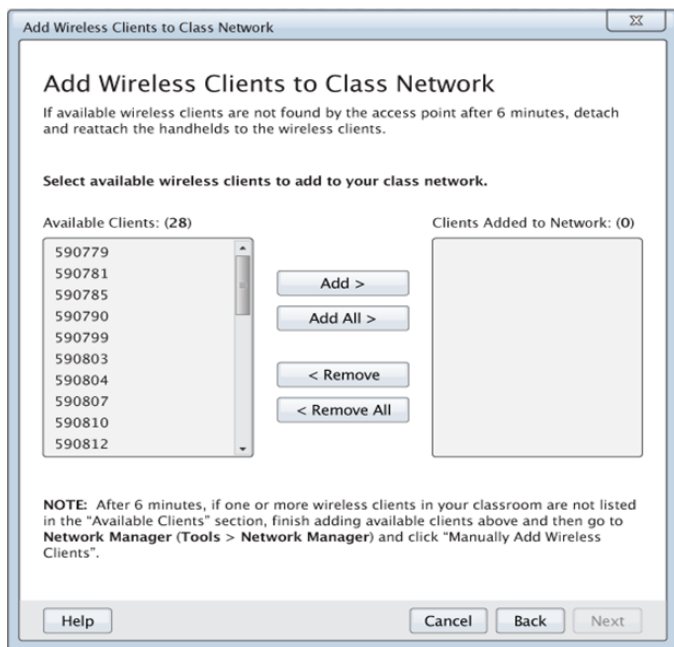 Add Wireless Clients to Class Network
Add Wireless Clients to Class Network
If available wireless clients are not found by the access point after 6 minutes, detach
and reattach the handhelds to the wireless clients.
Select available wireless clients to add to your class network.
Available Clients: (28)
Clients Added to Network: (0)
590779
590781
590785
590790
590799
590803
590804
590807
590810
590812
Add >
Add All >
< Remove
< Remove All
NOTE: After 6 minutes, if one or more wireless clients in your classroom are not listed
in the "Available Clients" section, finish adding available clients above and then go to
Network Manager (Tools > Network Manager) and click "Manually Add Wireless
Clients".
Help
Cancel
Back
Next